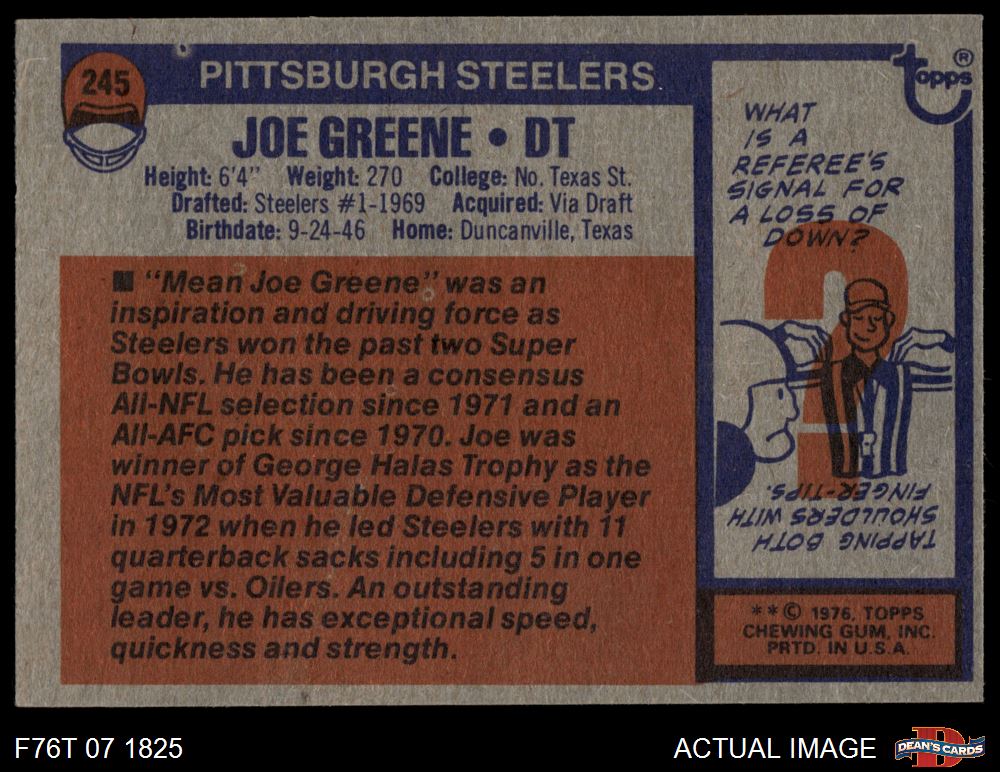 245
PITTSBURGH STEELERS
JOE GREENE • DT
Height: 6'4" Weight: 270 College: No. Texas St.
Drafted: Steelers #1-1969 Acquired: Via Draft
Birthdate: 9-24-46 Home: Duncanville, Texas
■ "Mean Joe Greene" was an
inspiration and driving force as
Steelers won the past two Super
Bowls. He has been a consensus
All-NFL selection since 1971 and an
All-AFC pick since 1970. Joe was
winner of George Halas Trophy as the
NFL's Most Valuable Defensive Player
in 1972 when he led Steelers with 11
quarterback sacks including 5 in one
game vs. Oilers. An outstanding
leader, he has exceptional speed,
quickness and strength.
topps®
WHAT
IS A
REFEREE'S
SIGNAL FOR
A LOSS OF
DOWN?
?
TAPPING BOTH
SHOULDERS WITH
FINGER-TIPS.
**© 1976, TOPPS
CHEWING GUM, INC.
PRTD. IN U.S.A.
F76T 07 1825
ACTUAL IMAGE
D
DEAN'S CARDS